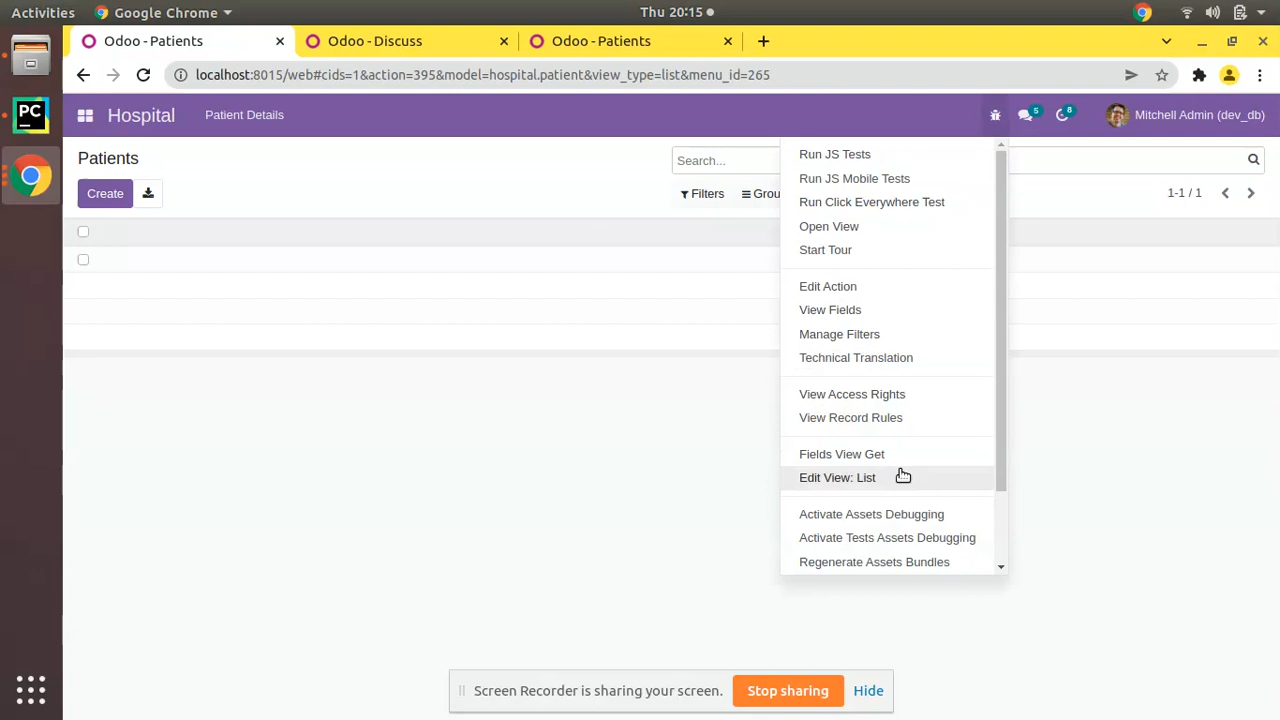 Activities
Google Chrome
Thu 20:15
Odoo - Patients
Odoo - Discuss
Odoo - Patients
localhost:8015/web#cids=1&action=395&model=hospital.patient&view_type=list&menu_id=265
PC
Hospital
Patient Details
5
8
Mitchell Admin (dev_db)
Patients
Search...
Create
Filters
Grou
1-1 / 1
Run JS Tests
Run JS Mobile Tests
Run Click Everywhere Test
Open View
Start Tour
Edit Action
View Fields
Manage Filters
Technical Translation
View Access Rights
View Record Rules
Fields View Get
Edit View: List
Activate Assets Debugging
Activate Tests Assets Debugging
Regenerate Assets Bundles
Screen Recorder is sharing your screen.
Stop sharing
Hide